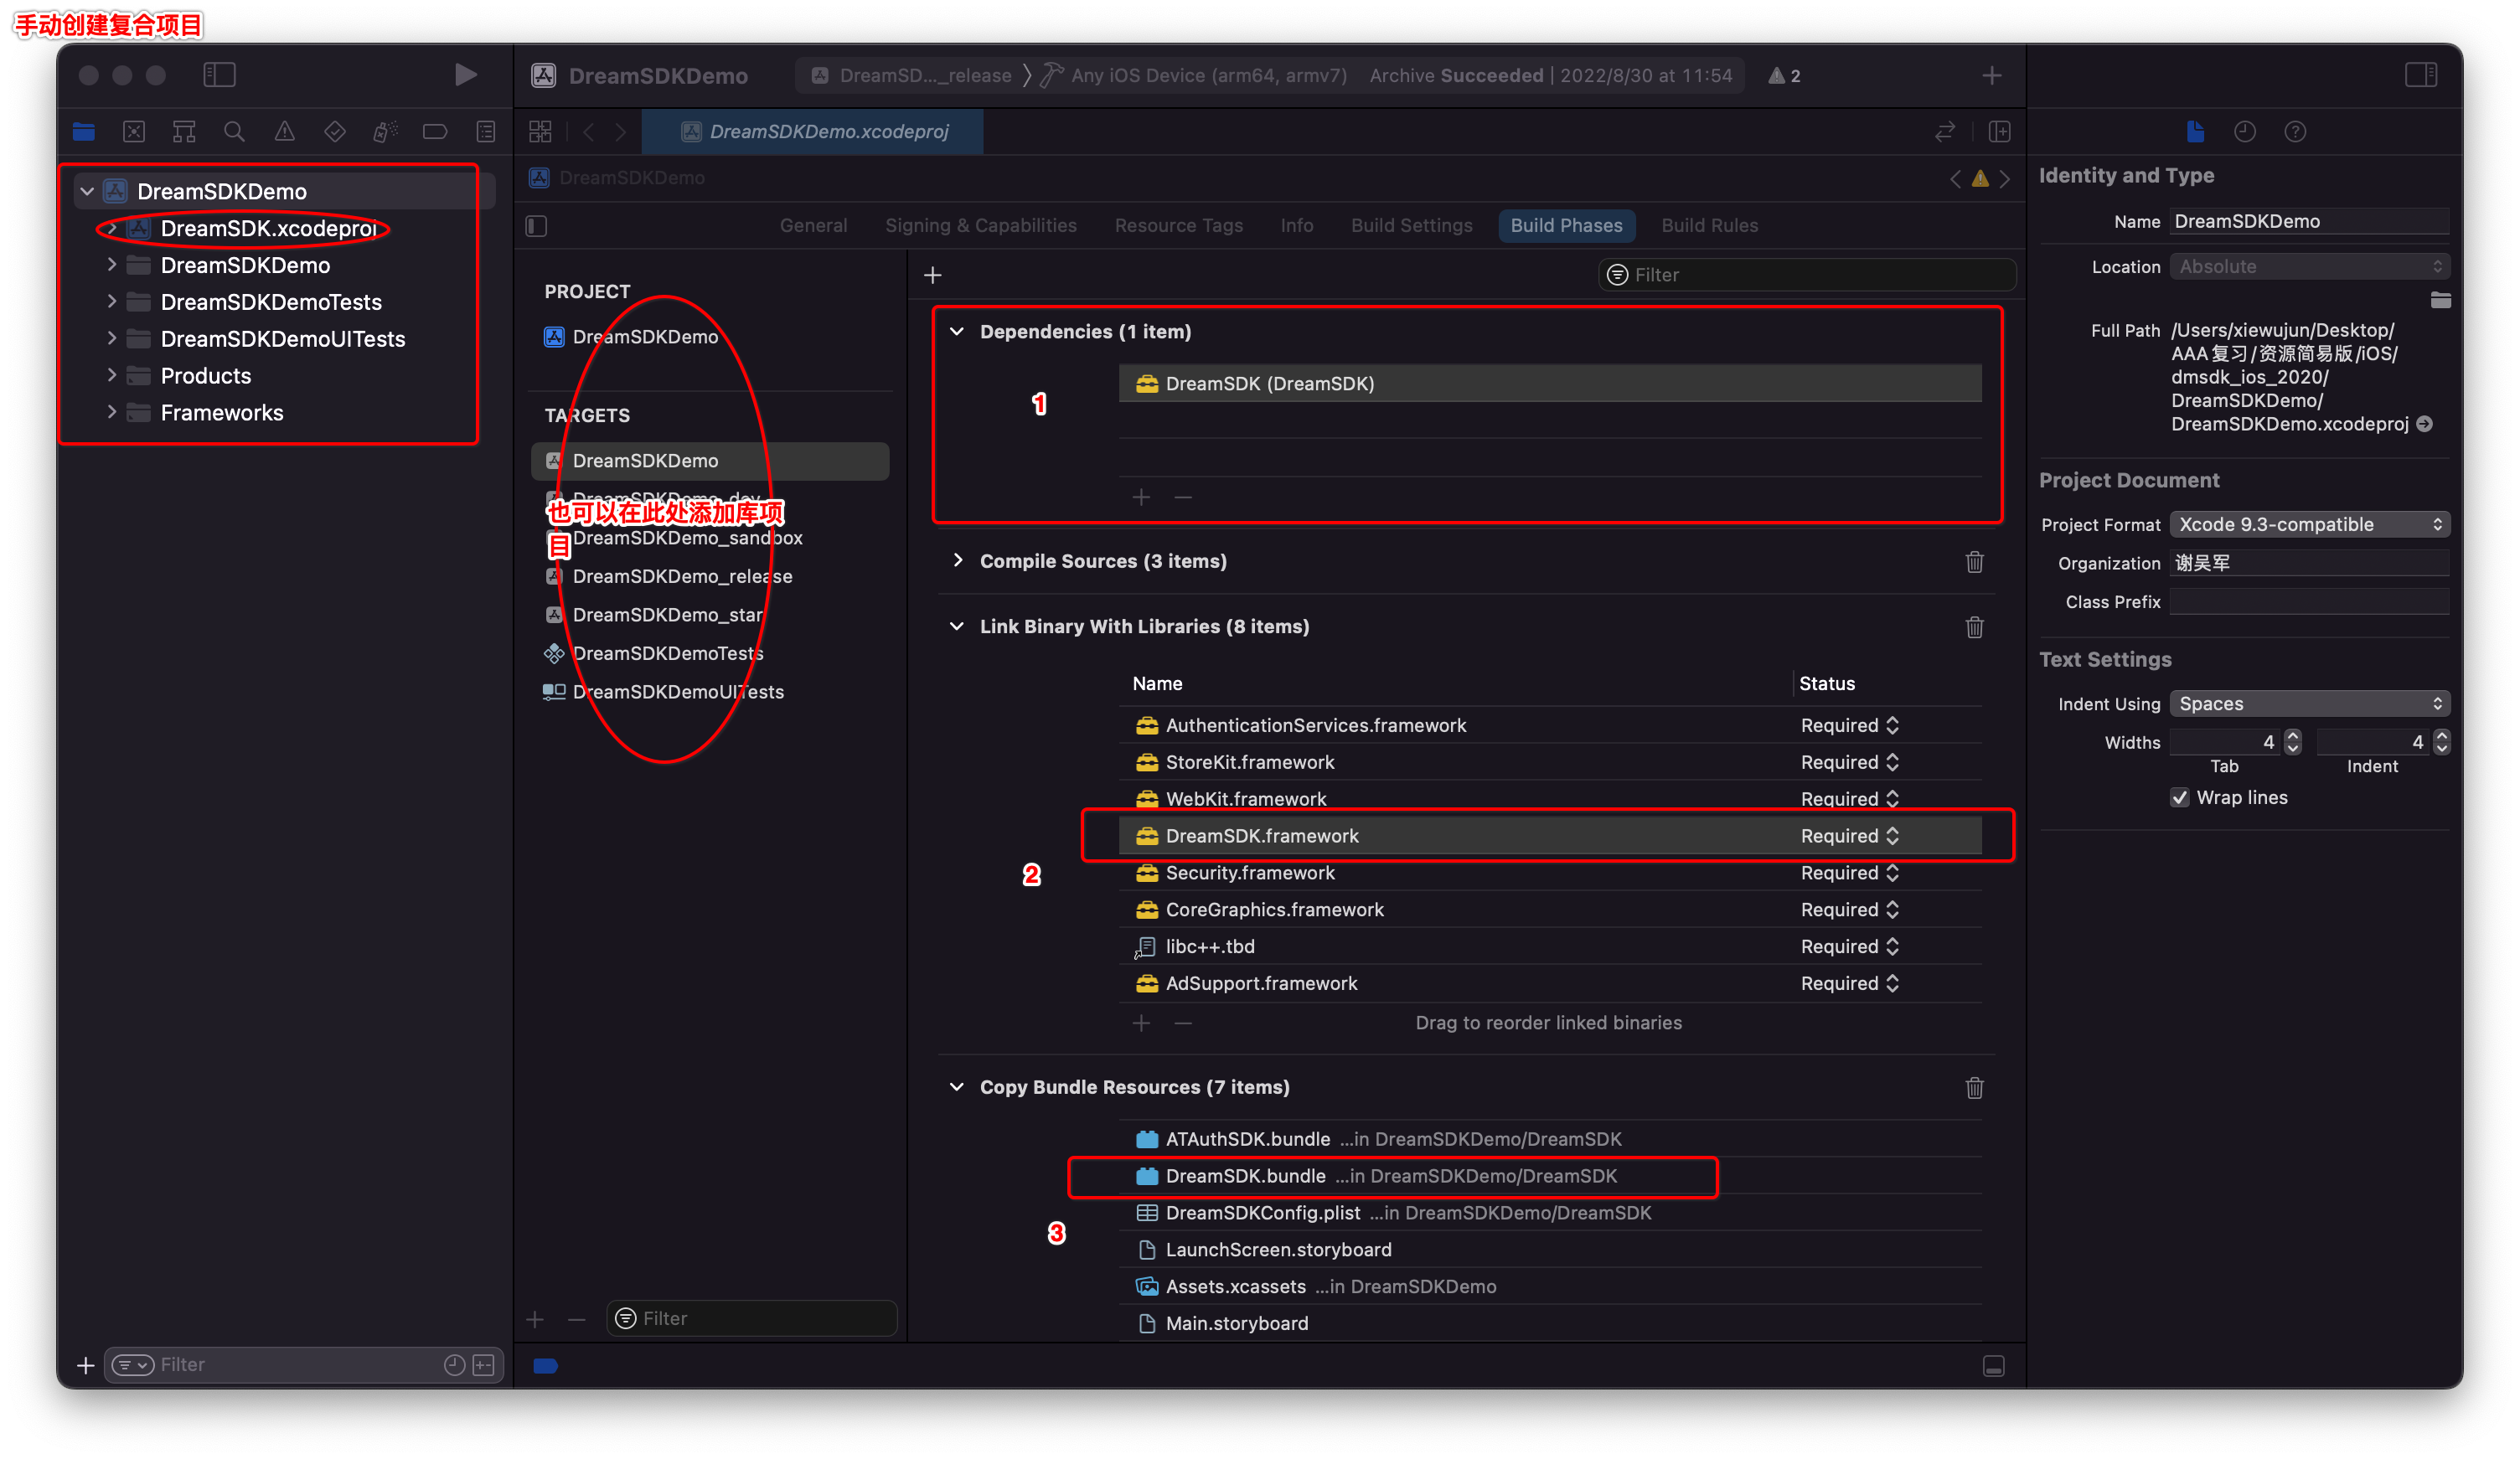 手动创建复合项目
DreamSDKDemo
DreamSD..._release
Any iOS Device (arm64, armv7)
Archive Succeeded | 2022/8/30 at 11:54
2
DreamSDKDemo.xcodeproj
DreamSDKDemo
DreamSDK.xcodeproj
DreamSDKDemo
DreamSDKDemoTests
DreamSDKDemoUITests
Products
Frameworks
Filter
DreamSDKDemo
General
Signing & Capabilities
Resource Tags
Info
Build Settings
Build Phases
Build Rules
PROJECT
DreamSDKDemo
TARGETS
DreamSDKDemo
DreamSDKDemo_dev
也可以在此处添加库项
目
DreamSDKDemo_sandbox
DreamSDKDemo_release
DreamSDKDemo_star
DreamSDKDemoTests
DreamSDKDemoUITests
Filter
Filter
Dependencies (1 item)
1
DreamSDK (DreamSDK)
Compile Sources (3 items)
Link Binary With Libraries (8 items)
Name
Status
AuthenticationServices.framework
Required
StoreKit.framework
Required
WebKit.framework
Required
DreamSDK.framework
Required
2
Security.framework
Required
CoreGraphics.framework
Required
libc++.tbd
Required
AdSupport.framework
Required
Drag to reorder linked binaries
Copy Bundle Resources (7 items)
ATAuthSDK.bundle ...in DreamSDKDemo/DreamSDK
DreamSDK.bundle ...in DreamSDKDemo/DreamSDK
3
DreamSDKConfig.plist ...in DreamSDKDemo/DreamSDK
LaunchScreen.storyboard
Assets.xcassets ...in DreamSDKDemo
Main.storyboard
Identity and Type
Name
DreamSDKDemo
Location
Absolute
Full Path
/Users/xiewujun/Desktop/
AAA复习/资源简易版/iOS/
dmsdk_ios_2020/
DreamSDKDemo/
DreamSDKDemo.xcodeproj
Project Document
Project Format
Xcode 9.3-compatible
Organization
谢吴军
Class Prefix
Text Settings
Indent Using
Spaces
Widths
4
4
Tab
Indent
Wrap lines